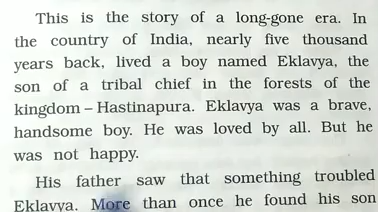 This is the story of a long-gone era. In
the country of India, nearly five thousand
years back, lived a boy named Eklavya, the
son of a tribal chief in the forests of the
kingdom – Hastinapura. Eklavya was a brave,
handsome boy. He was loved by all. But he
was not happy.
His father saw that something troubled
Eklavya. More than once he found his son